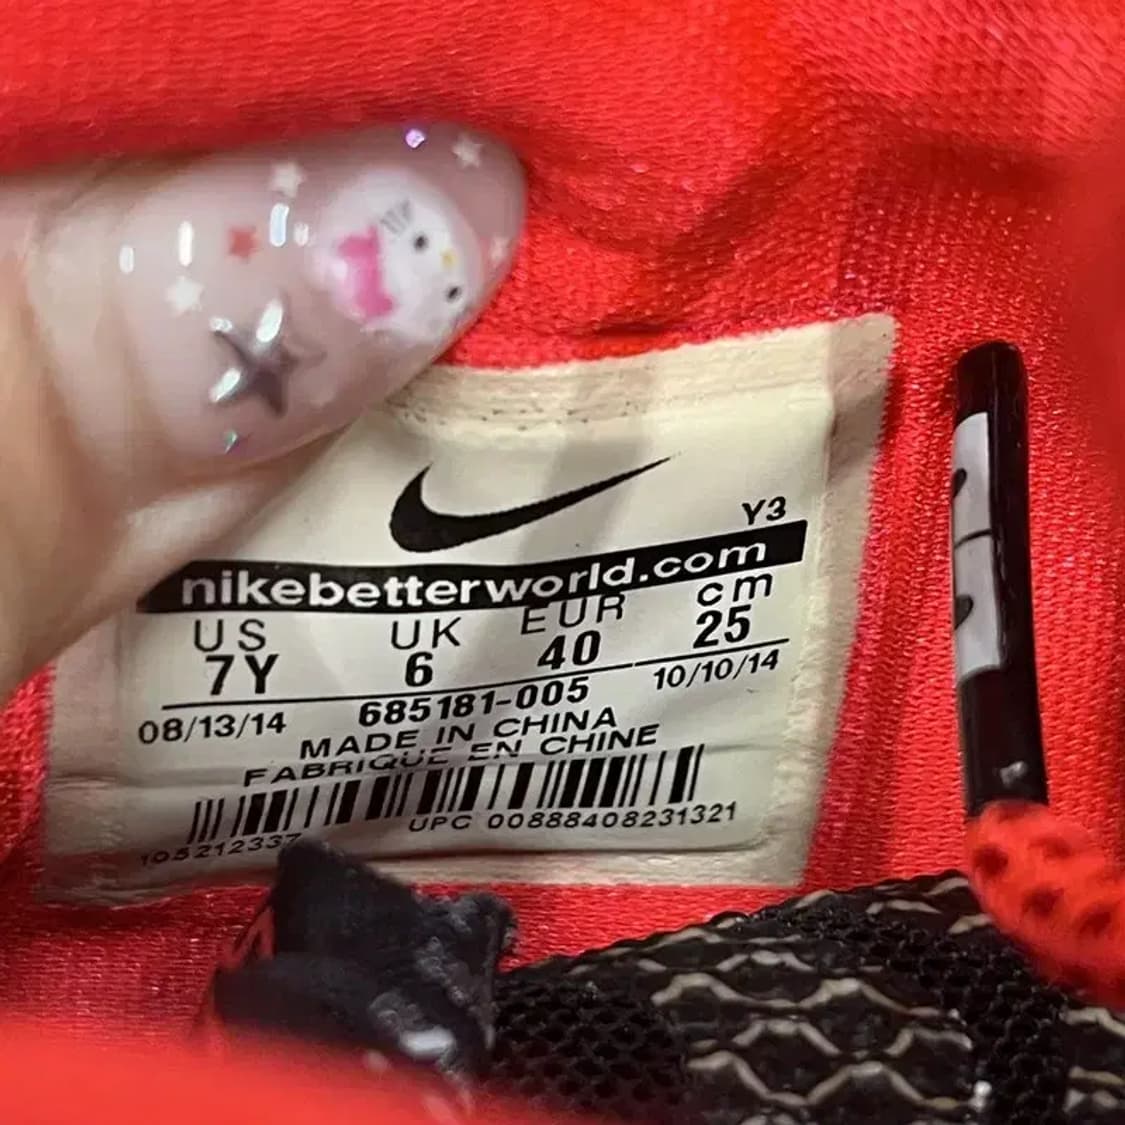 Y3
nikebetterworld.com
US UK EUR cm
7Y 6 40 25
08/13/14 685181-005 10/10/14
MADE IN CHINA
FABRIQUE EN CHINE
UPC 00888408231321
105212337